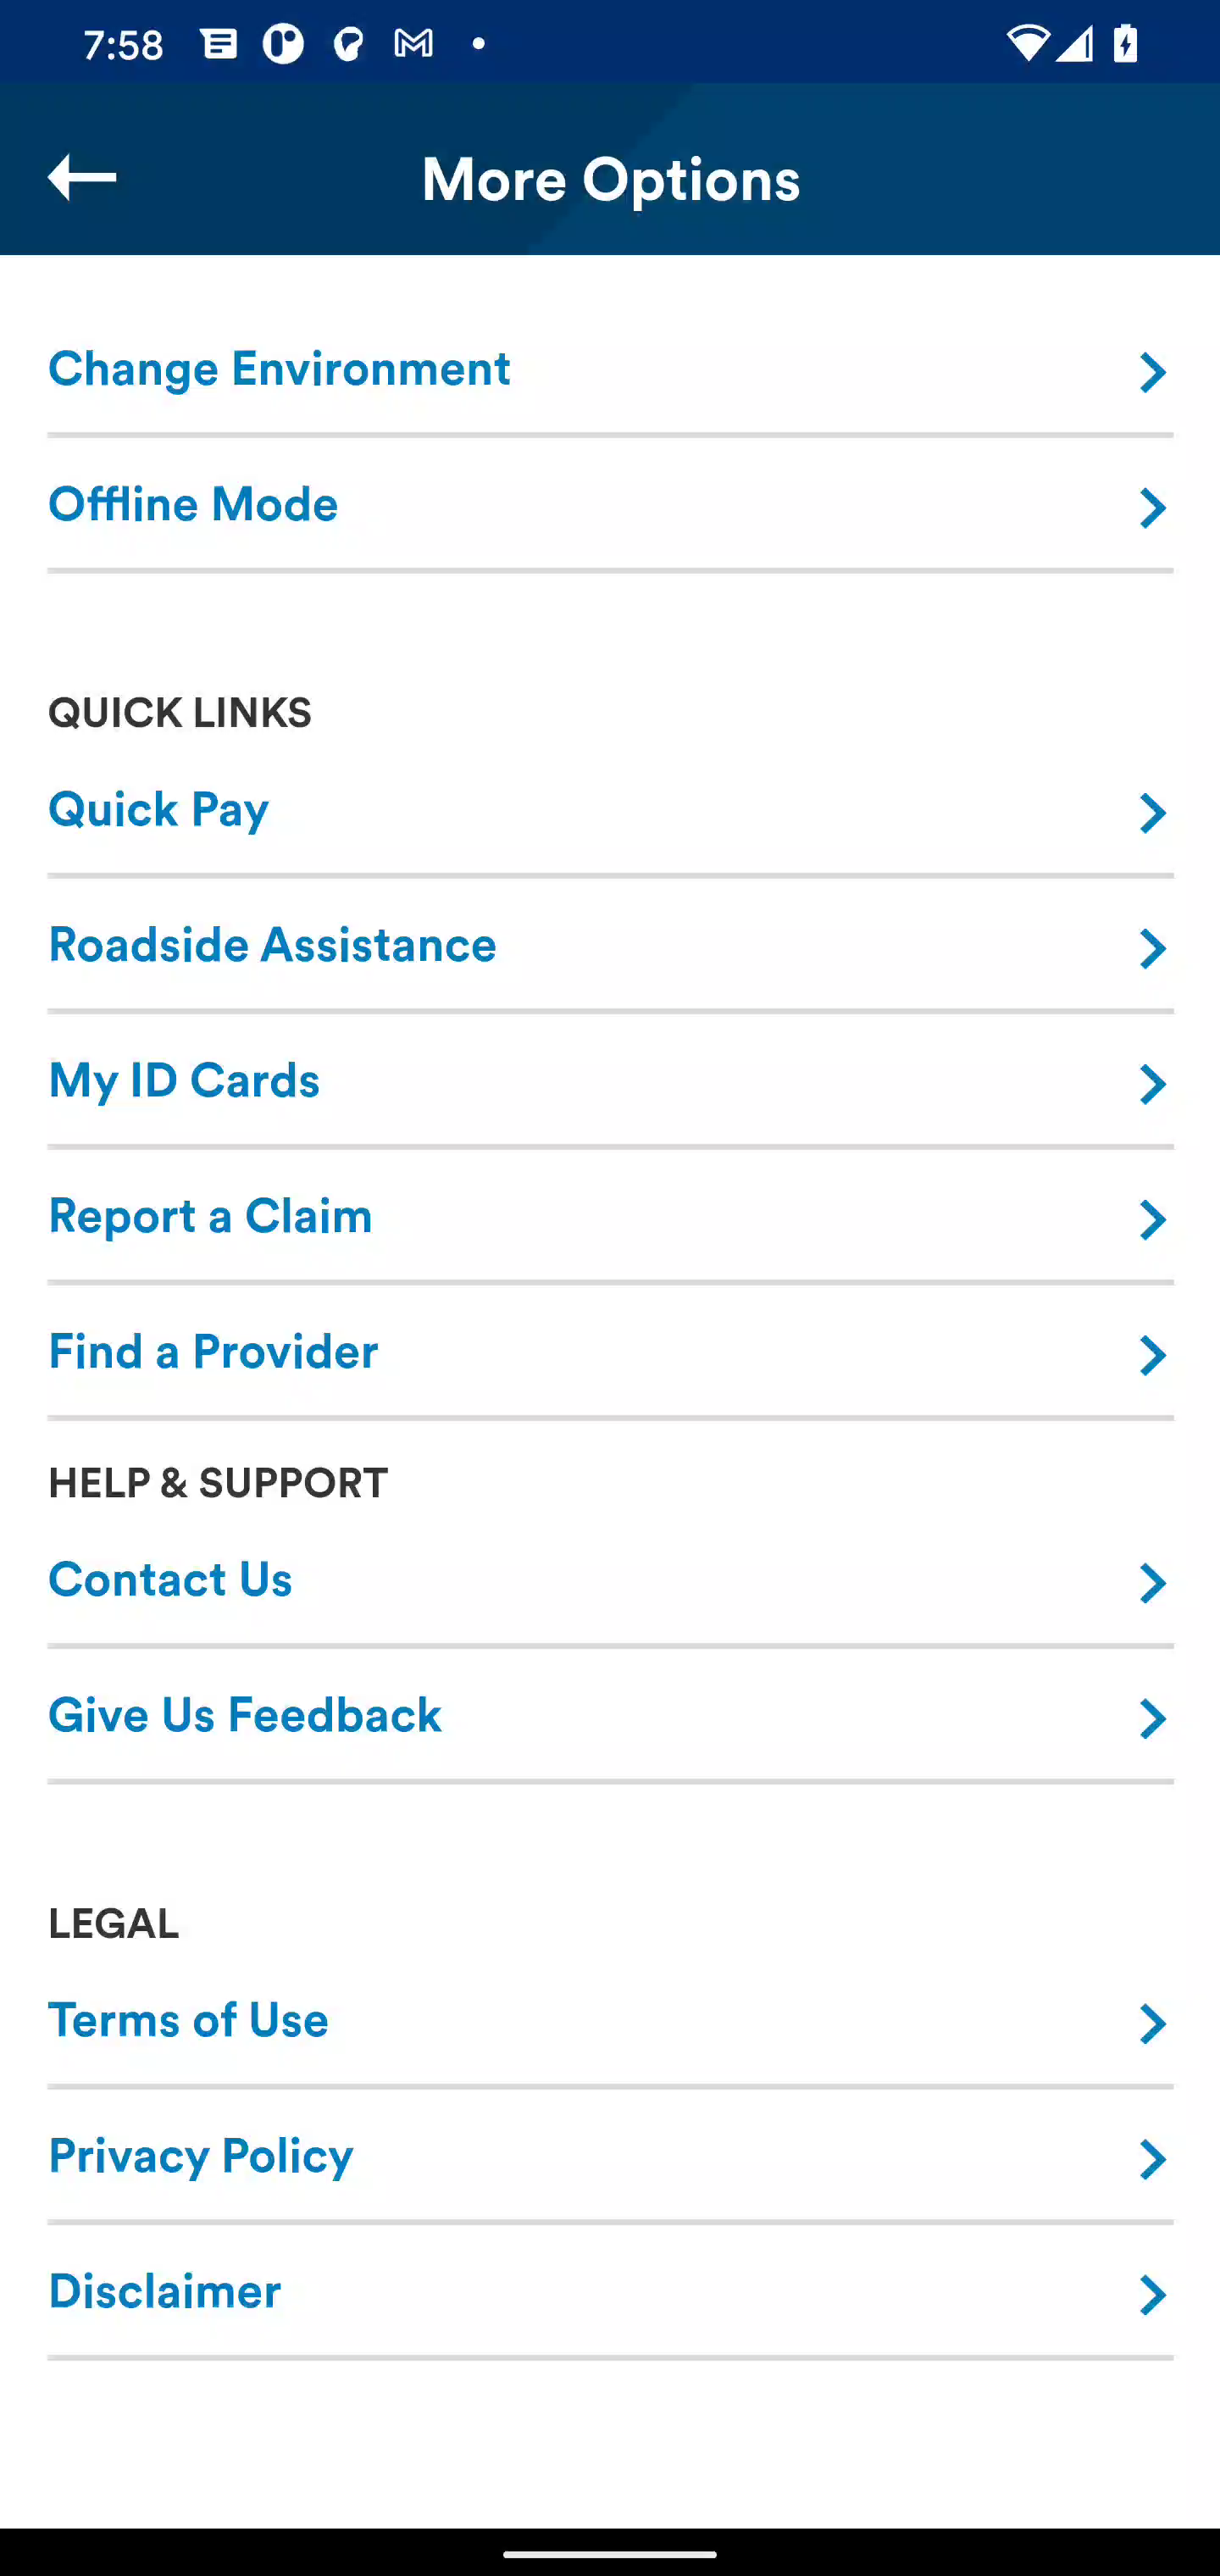 7:58
More Options
Change Environment
Offline Mode
QUICK LINKS
Quick Pay
Roadside Assistance
My ID Cards
Report a Claim
Find a Provider
HELP & SUPPORT
Contact Us
Give Us Feedback
LEGAL
Terms of Use
Privacy Policy
Disclaimer